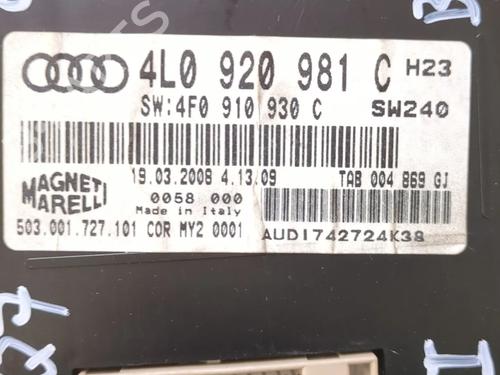 4L0 920 981 C H23
SW:4F0 910 930 C SW240
19.03.2008 4.13.09 TAB 004 869 GJ
MAGNETI MARELLI
0058 000
Made in Italy
503.001.727.101 COR MY2 0001 AUDI742724K38